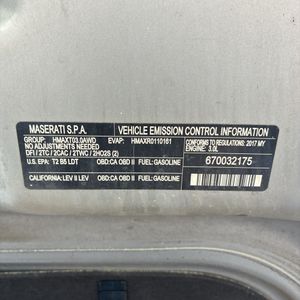 MASERATI S.P.A. VEHICLE EMISSION CONTROL INFORMATION
GROUP: HMAXT03.0AWD EVAP: HMAXR0110161 CONFORMS TO REGULATIONS: 2017 MY
NO ADJUSTMENTS NEEDED ENGINE: 3.0L
DFI / 2TC / 2CAC / 2TWC / 2HO2S (2)
U.S. EPA: T2 B5 LDT OBD: CA OBD II FUEL: GASOLINE 670032175
CALIFORNIA: LEV II LEV OBD: CA OBD II FUEL: GASOLINE